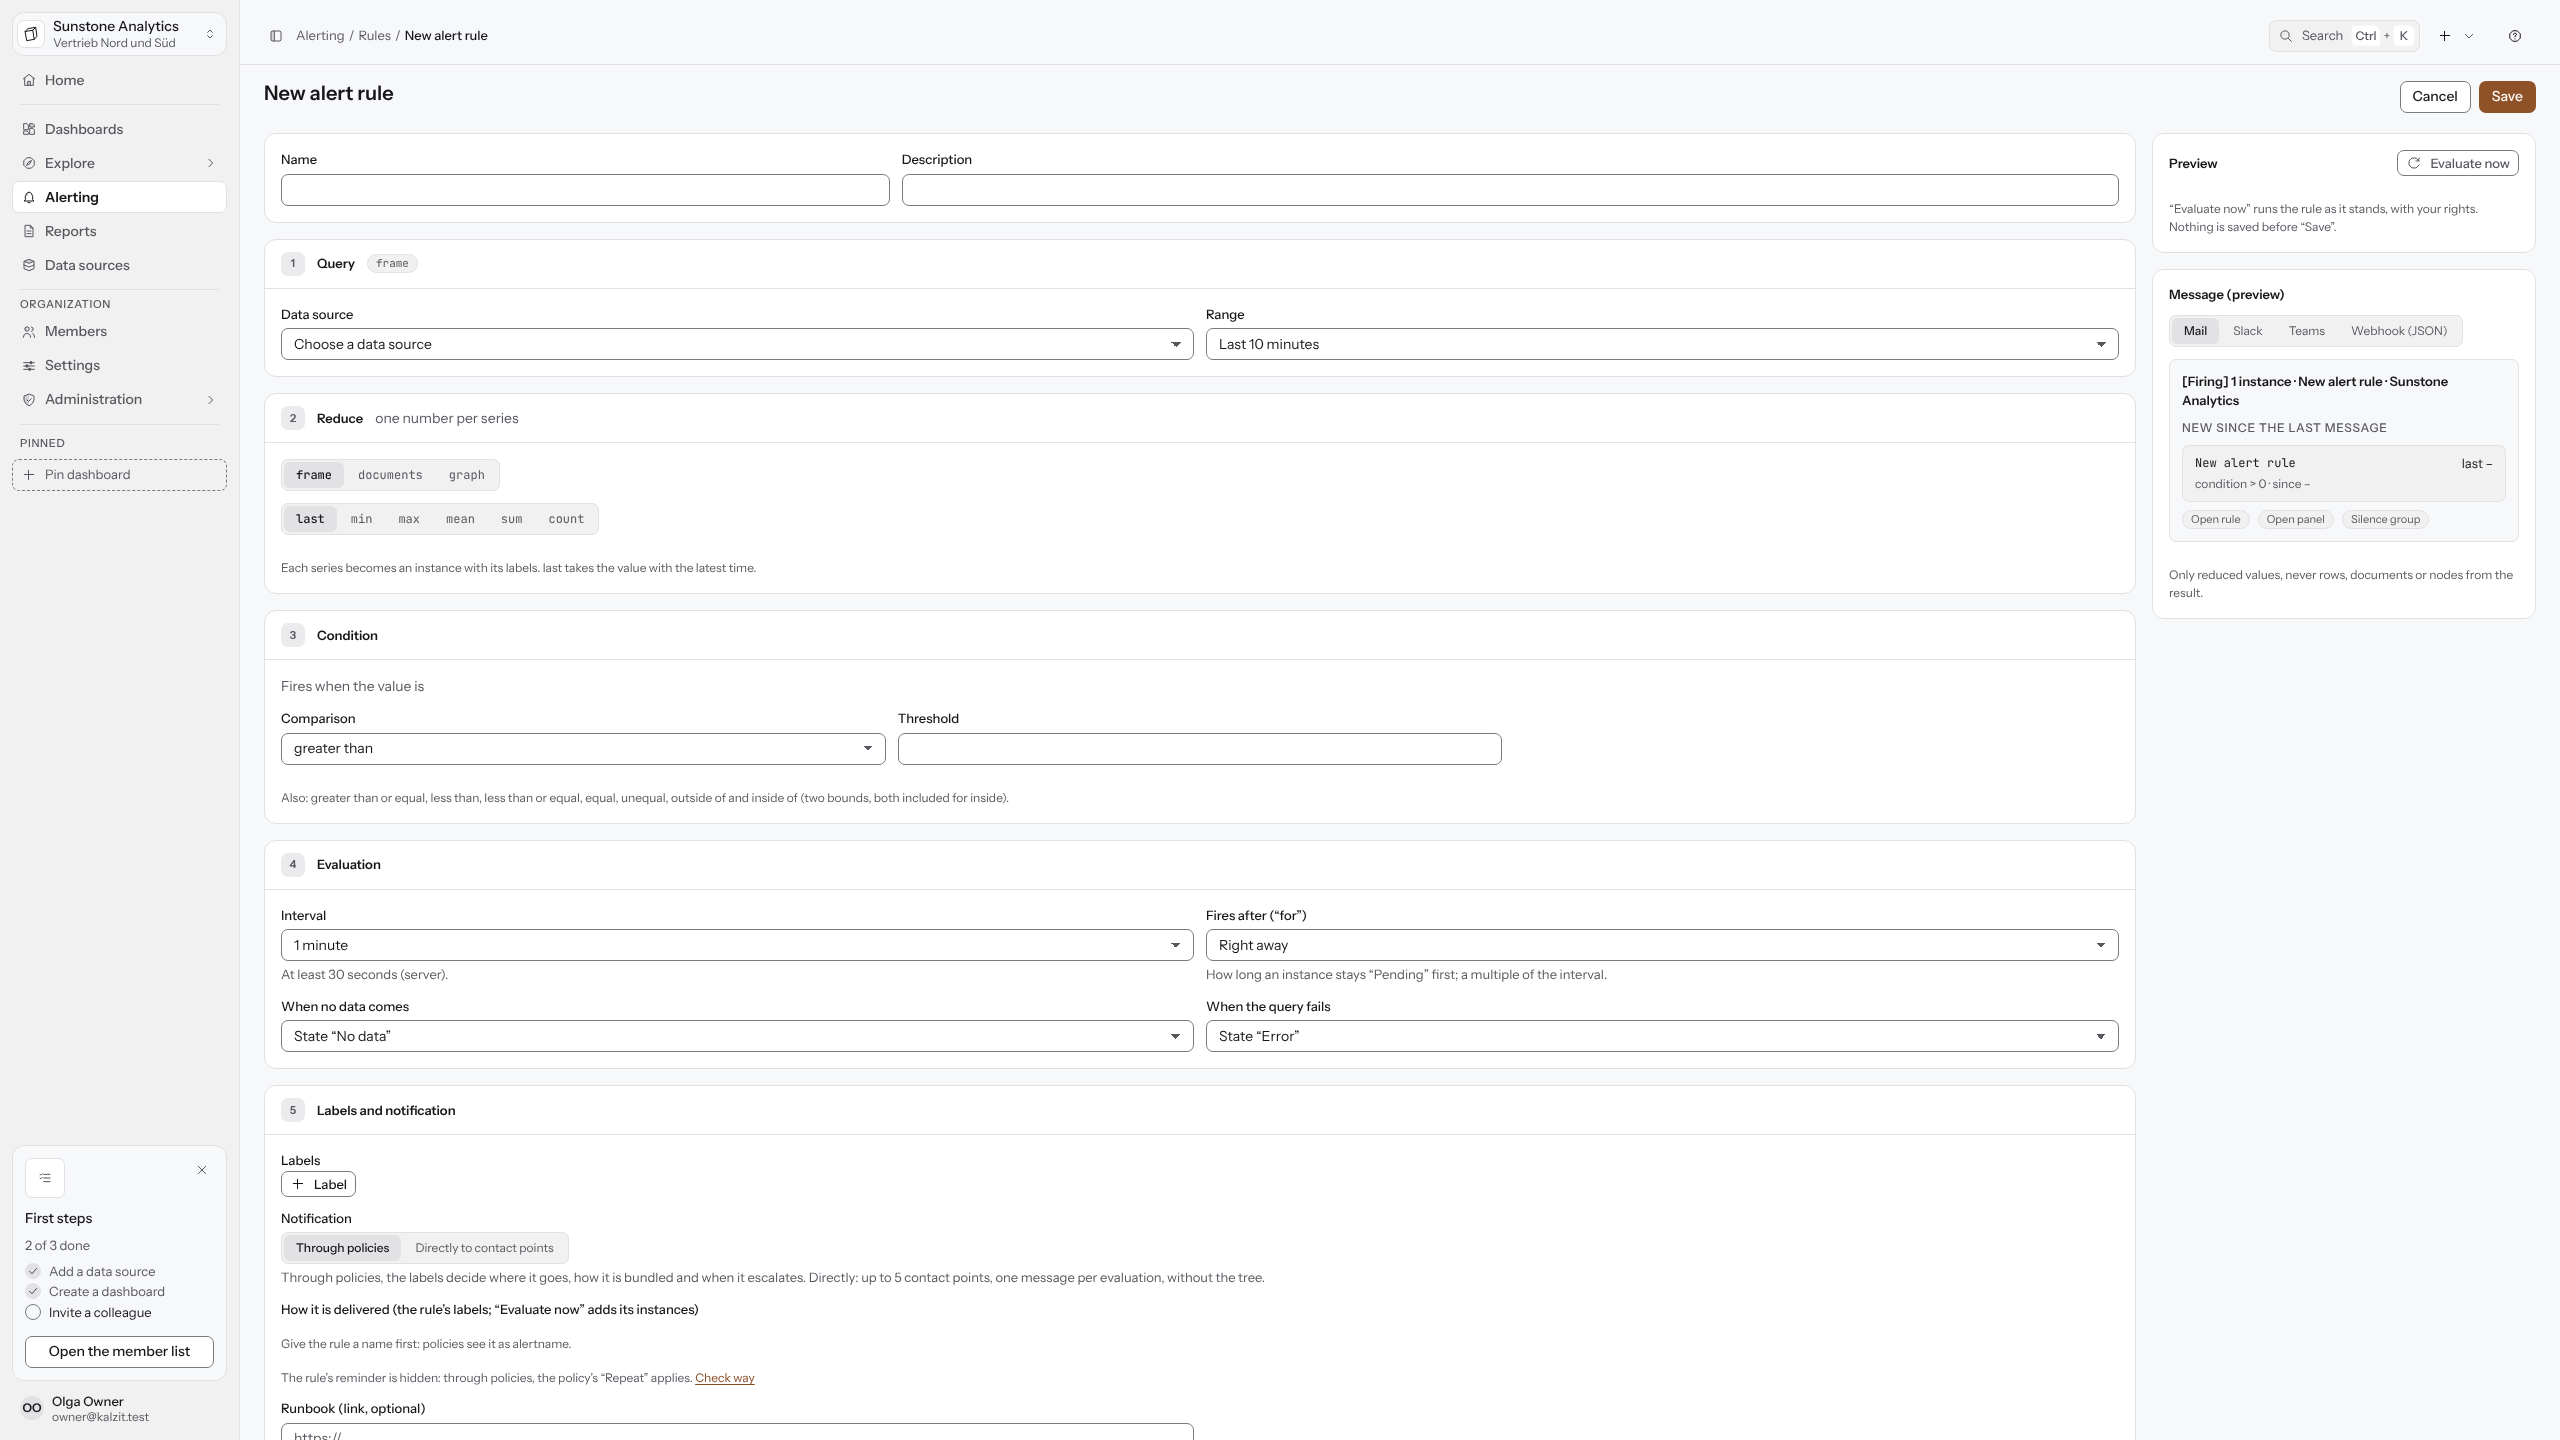 Sunstone Analytics
Vertrieb Nord und Süd
Home
Dashboards
Explore
Alerting
Reports
Data sources
ORGANIZATION
Members
Settings
Administration
PINNED
Pin dashboard
First steps
2 of 3 done
Add a data source
Create a dashboard
Invite a colleague
Open the member list
OO
Olga Owner
owner@kalzit.test
Alerting / Rules / New alert rule
Search Ctrl + K
New alert rule
Cancel
Save
Name
Description
1 Query frame
Data source
Choose a data source
Range
Last 10 minutes
2 Reduce one number per series
frame documents graph
last min max mean sum count
Each series becomes an instance with its labels. last takes the value with the latest time.
3 Condition
Fires when the value is
Comparison
greater than
Threshold
Also: greater than or equal, less than, less than or equal, equal, unequal, outside of and inside of (two bounds, both included for inside).
4 Evaluation
Interval
1 minute
At least 30 seconds (server).
Fires after (“for”)
Right away
How long an instance stays “Pending” first; a multiple of the interval.
When no data comes
State “No data”
When the query fails
State “Error”
5 Labels and notification
Labels
Label
Notification
Through policies Directly to contact points
Through policies, the labels decide where it goes, how it is bundled and when it escalates. Directly: up to 5 contact points, one message per evaluation, without the tree.
How it is delivered (the rule’s labels; “Evaluate now” adds its instances)
Give the rule a name first: policies see it as alertname.
The rule’s reminder is hidden: through policies, the policy’s “Repeat” applies. Check way
Runbook (link, optional)
https://
Preview
Evaluate now
“Evaluate now” runs the rule as it stands, with your rights.
Nothing is saved before “Save”.
Message (preview)
Mail Slack Teams Webhook (JSON)
[Firing] 1 instance · New alert rule · Sunstone
Analytics
NEW SINCE THE LAST MESSAGE
New alert rule last –
condition > 0 · since –
Open rule Open panel Silence group
Only reduced values, never rows, documents or nodes from the
result.